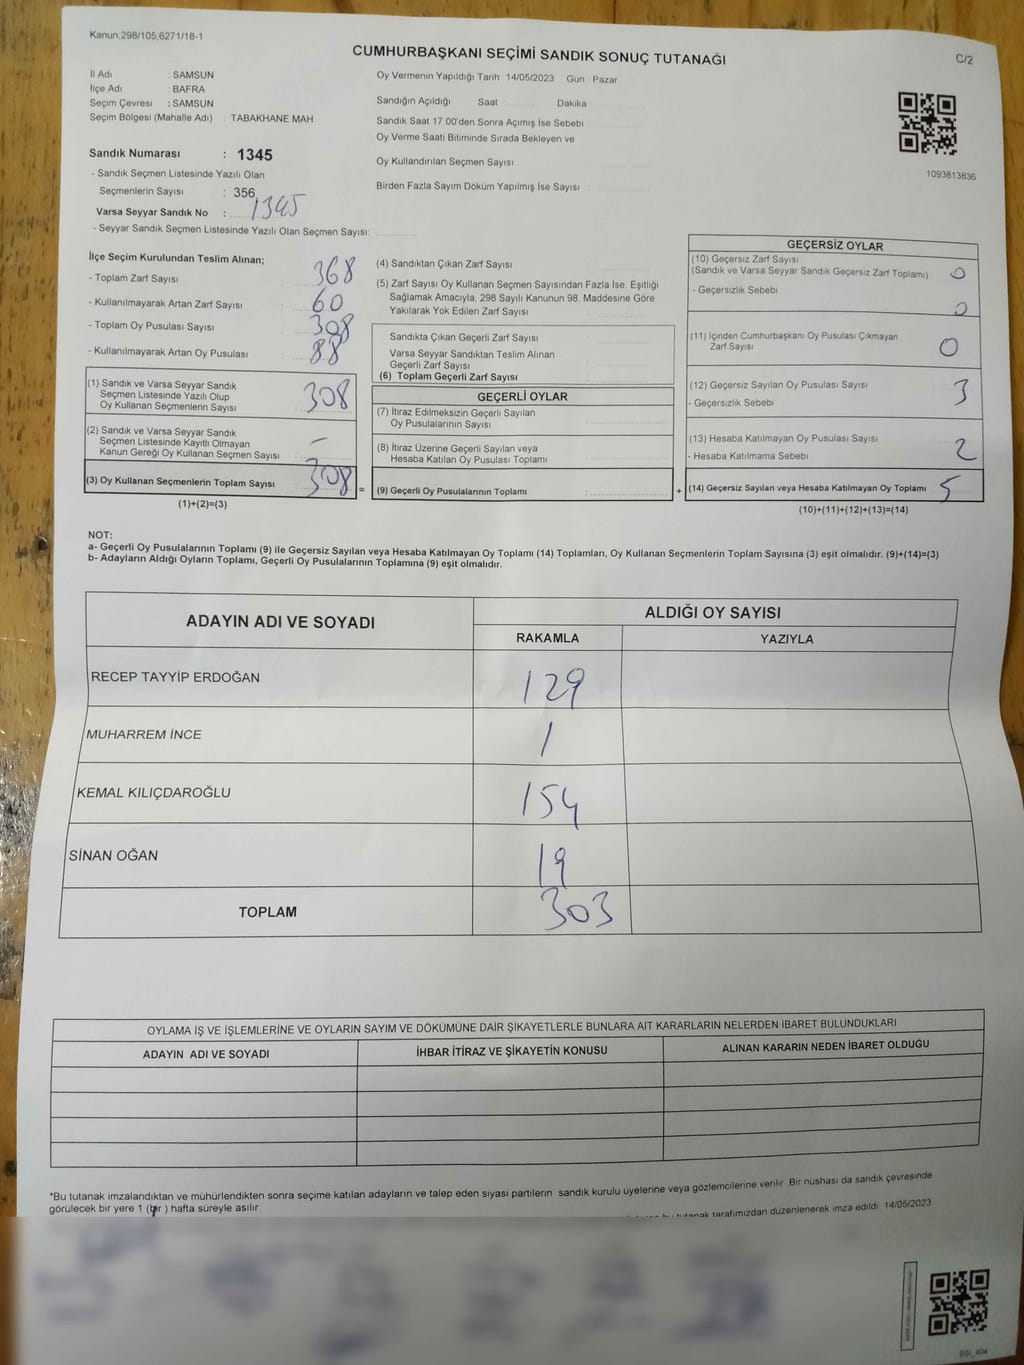 Kanun.298/105,6271/18-1
CUMHURBAŞKANI SEÇİMİ SANDIK SONUÇ TUTANAĞI
C/2
İl Adı : SAMSUN
İlçe Adı : BAFRA
Seçim Çevresi : SAMSUN
Seçim Bölgesi (Mahalle Adı) : TABAKHANE MAH.
Sandık Numarası : 1345
- Sandık Seçmen Listesinde Yazılı Olan
Seçmenlerin Sayısı : 356
Varsa Seyyar Sandık No : 1345
- Seyyar Sandık Seçmen Listesinde Yazılı Olan Seçmen Sayısı:
Oy Vermenin Yapıldığı Tarih 14/05/2023 Gün : Pazar
Sandığın Açıldığı Saat Dakika
Sandık Saat 17:00'den Sonra Açımış İse Sebebi
Oy Verme Saati Bitiminde Sırada Bekleyen ve
Oy Kullandırılan Seçmen Sayısı
Birden Fazla Sayım Döküm Yapılmış İse Sayısı :
1093813836
İlçe Seçim Kurulundan Teslim Alınan;
- Toplam Zarf Sayısı : 368
- Kullanılmayarak Artan Zarf Sayısı : 60
- Toplam Oy Pusulası Sayısı :
- Kullanılmayarak Artan Oy Pusulası : 88
(1) Sandık ve Varsa Seyyar Sandık
Seçmen Listesinde Yazılı Olup
Oy Kullanan Seçmenlerin Sayısı 308
(2) Sandık ve Varsa Seyyar Sandık
Seçmen Listesinde Kayıtlı Olmayan
Kanun Gereği Oy Kullanan Seçmen Sayısı : -
(3) Oy Kullanan Seçmenlerin Toplam Sayısı 308 =
(1)+(2)=(3)
(4) Sandıktan Çıkan Zarf Sayısı
(5) Zarf Sayısı Oy Kullanan Seçmen Sayısından Fazla İse, Eşitliği
Sağlamak Amacıyla, 298 Sayılı Kanunun 98. Maddesine Göre
Yakılarak Yok Edilen Zarf Sayısı
Sandıkta Çıkan Geçerli Zarf Sayısı
Varsa Seyyar Sandıktan Teslim Alınan
Geçerli Zarf Sayısı
(6) Toplam Geçerli Zarf Sayısı
GEÇERLİ OYLAR
(7) İtiraz Edilmeksizin Geçerli Sayılan
Oy Pusulalarının Sayısı :
(8) İtiraz Üzerine Geçerli Sayılan veya
Hesaba Katılan Oy Pusulası Toplamı :
(9) Geçerli Oy Pusulalarının Toplamı : +
GEÇERSİZ OYLAR
(10) Geçersiz Zarf Sayısı
(Sandık ve Varsa Seyyar Sandık Geçersiz Zarf Toplamı) 0
- Geçersizlik Sebebi
0
(11) İçinden Cumhurbaşkanı Oy Pusulası Çıkmayan
Zarf Sayısı 0
(12) Geçersiz Sayılan Oy Pusulası Sayısı 3
- Geçersizlik Sebebi
(13) Hesaba Katılmayan Oy Pusulası Sayısı
- Hesaba Katılmama Sebebi 2
(14) Geçersiz Sayılan veya Hesaba Katılmayan Oy Toplamı 5
(10)+(11)+(12)+(13)=(14)
NOT:
a- Geçerli Oy Pusulalarının Toplamı (9) ile Geçersiz Sayılan veya Hesaba Katılmayan Oy Toplamı (14) Toplamları, Oy Kullanan Seçmenlerin Toplam Sayısına (3) eşit olmalıdır. (9)+(14)=(3)
b- Adayların Aldığı Oyların Toplamı, Geçerli Oy Pusulalarının Toplamına (9) eşit olmalıdır.
ADAYIN ADI VE SOYADI
ALDIĞI OY SAYISI
RAKAMLA YAZIYLA
RECEP TAYYİP ERDOĞAN 129
MUHARREM İNCE 1
KEMAL KILIÇDAROĞLU 154
SİNAN OĞAN 19
TOPLAM 303
OYLAMA İŞ VE İŞLEMLERİNE VE OYLARIN SAYIM VE DÖKÜMÜNE DAİR ŞİKAYETLERLE BUNLARA AİT KARARLARIN NELERDEN İBARET BULUNDUKLARI
ADAYIN ADI VE SOYADI İHBAR İTİRAZ VE ŞİKAYETİN KONUSU ALINAN KARARIN NEDEN İBARET OLDUĞU
*Bu tutanak imzalandıktan ve mühürlendikten sonra seçime katılan adayların ve talep eden siyasi partilerin sandık kurulu üyelerine veya gözlemcilerine verilir. Bir nushası da sandık çevresinde
görülecek bir yere 1 (bir) hafta süreyle asılır.
bu tutanak tarafımızdan düzenlenerek imza edildi. 14/05/2023